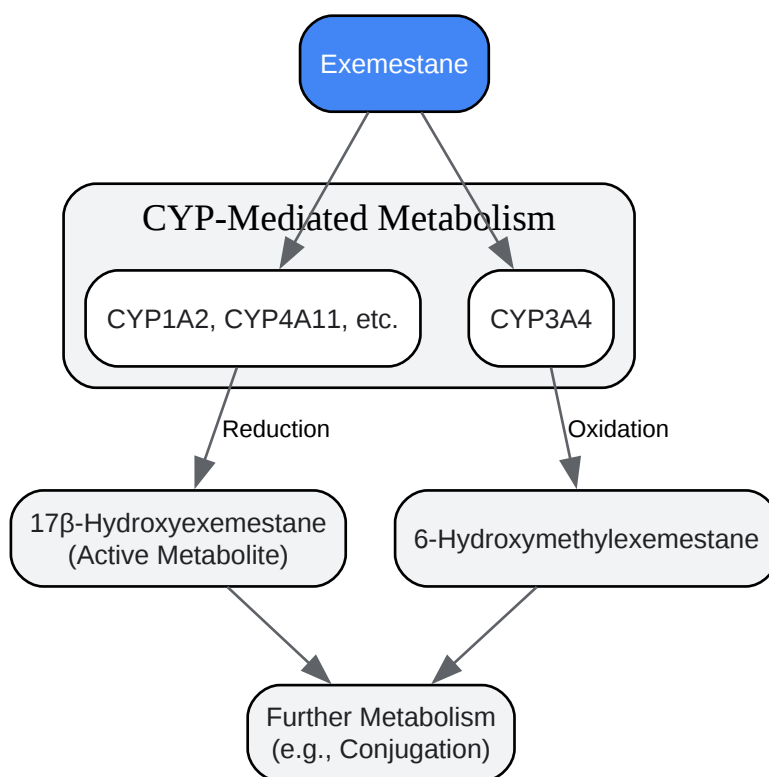 Exemestane
CYP-Mediated Metabolism
CYP1A2, CYP4A11, etc.
CYP3A4
Reduction
Oxidation
17β-Hydroxyexemestane
(Active Metabolite)
6-Hydroxymethylexemestane
Further Metabolism
(e.g., Conjugation)